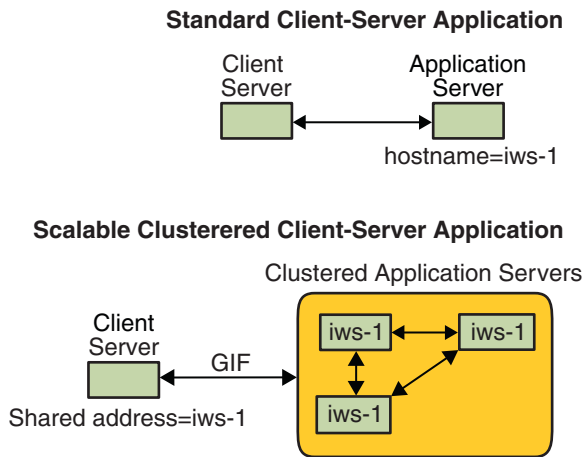 Standard Client-Server Application
Client
Server
Application
Server
hostname=iws-1
Scalable Clusterered Client-Server Application
Clustered Application Servers
Client
Server
GIF
Shared address=iws-1
iws-1
iws-1
iws-1